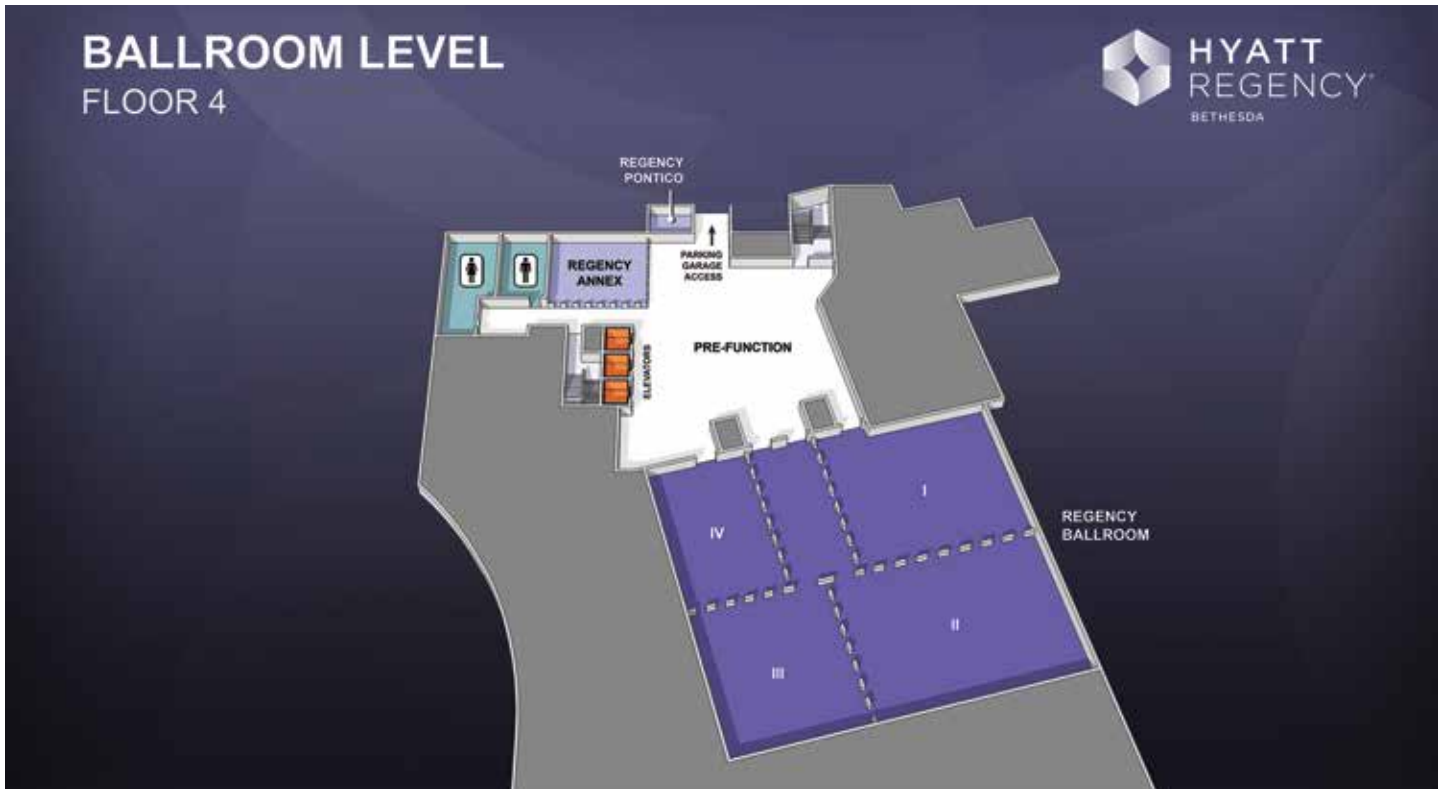 BALLROOM LEVEL
FLOOR 4
HYATT
REGENCY
BETHESDA
REGENCY
PONTICO
PARKING
GARAGE
ACCESS
REGENCY
ANNEX
ELEVATORS
PRE-FUNCTION
I
IV
REGENCY
BALLROOM
II
III